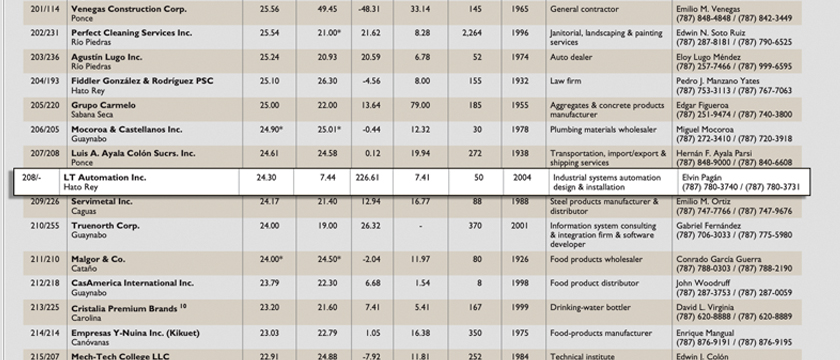 201/114 Venegas Construction Corp. 25.56 49.45 -48.31 33.14 145 1965 General contractor Emilio M. Venegas
Ponce (787) 848-4848 / (787) 842-3449
202/231 Perfect Cleaning Services Inc. 25.54 21.00* 21.62 8.28 2,264 1996 Janitorial, landscaping & painting Edwin N. Soto Ruiz
Río Piedras services (787) 287-8181 / (787) 790-6525
203/236 Agustín Lugo Inc. 25.24 20.93 20.59 6.78 52 1974 Auto dealer Eloy Lugo Méndez
Río Piedras (787) 257-7466 / (787) 999-6595
204/193 Fiddler González & Rodríguez PSC 25.10 26.30 -4.56 8.00 155 1932 Law firm Pedro J. Manzano Yates
Hato Rey (787) 753-3113 / (787) 767-7063
205/220 Grupo Carmelo 25.00 22.00 13.64 79.00 185 1955 Aggregates & concrete products Edgar Figueroa
Sabana Seca manufacturer (787) 251-9474 / (787) 740-3800
206/205 Mocoroa & Castellanos Inc. 24.90* 25.01* -0.44 12.32 30 1978 Plumbing materials wholesaler Miguel Mocoroa
Guaynabo (787) 272-3410 / (787) 720-3918
207/208 Luis A. Ayala Colón Sucrs. Inc. 24.61 24.58 0.12 19.94 272 1938 Transportation, import/export & Hernán F. Ayala Parsi
Ponce shipping services (787) 848-9000 / (787) 840-6608
208/- LT Automation Inc. 24.30 7.44 226.61 7.41 50 2004 Industrial systems automation Elvin Pagán
Hato Rey design & installation (787) 780-3740 / (787) 780-3731
209/226 Servimetal Inc. 24.17 21.40 12.94 16.77 88 1988 Steel products manufacturer & Emilio M. Ortiz
Caguas distributor (787) 747-7766 / (787) 747-9676
210/255 Truenorth Corp. 24.00 19.00 26.32 - 370 2001 Information system consulting Gabriel Fernández
Guaynabo & integration firm & software (787) 706-3033 / (787) 775-5980
developer
211/210 Malgor & Co. 24.00* 24.50* -2.04 11.97 80 1926 Food products wholesaler Conrado García Guerra
Cataño (787) 788-0303 / (787) 788-2190
212/218 CasAmerica International Inc. 23.79 22.30 6.68 1.54 8 1998 Food product distributor John Woodruff
Guaynabo (787) 287-3753 / (787) 287-0059
213/225 Cristalia Premium Brands 10 23.20 21.60 7.41 5.41 167 1999 Drinking-water bottler David L. Virginia
Carolina (787) 620-8888 / (787) 620-8889
214/214 Empresas Y-Nuina Inc. (Kikuet) 23.03 22.79 1.05 16.38 350 1975 Food-products manufacturer Enrique Mangual
Canóvanas (787) 876-9191 / (787) 876-5195
215/207 Mech-Tech College LLC 22.91 24.88 -7.92 11.81 252 1984 Technical institute Edwin J. Colón